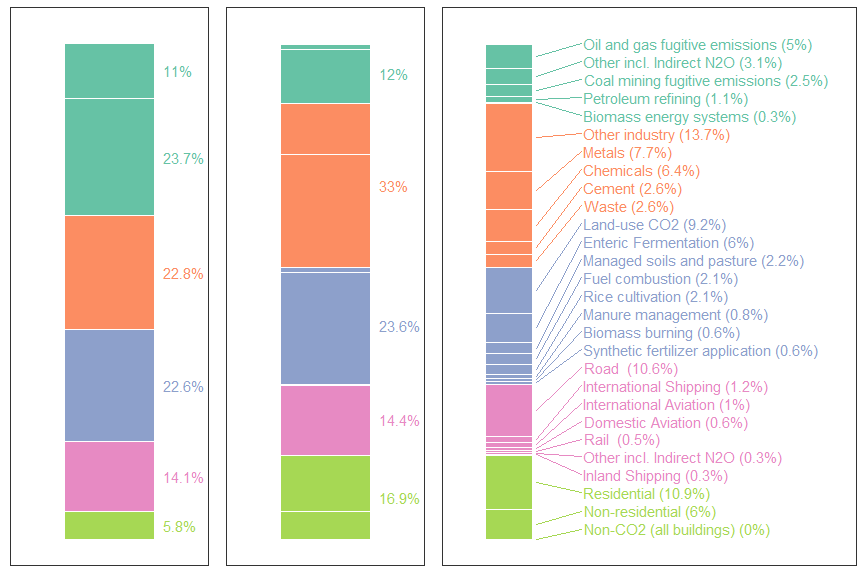 11%
23.7%
22.8%
22.6%
14.1%
5.8%
12%
33%
23.6%
14.4%
16.9%
Oil and gas fugitive emissions (5%)
Other incl. Indirect N2O (3.1%)
Coal mining fugitive emissions (2.5%)
Petroleum refining (1.1%)
Biomass energy systems (0.3%)
Other industry (13.7%)
Metals (7.7%)
Chemicals (6.4%)
Cement (2.6%)
Waste (2.6%)
Land-use CO2 (9.2%)
Enteric Fermentation (6%)
Managed soils and pasture (2.2%)
Fuel combustion (2.1%)
Rice cultivation (2.1%)
Manure management (0.8%)
Biomass burning (0.6%)
Synthetic fertilizer application (0.6%)
Road  (10.6%)
International Shipping (1.2%)
International Aviation (1%)
Domestic Aviation (0.6%)
Rail  (0.5%)
Other incl. Indirect N2O (0.3%)
Inland Shipping (0.3%)
Residential (10.9%)
Non-residential (6%)
Non-CO2 (all buildings) (0%)